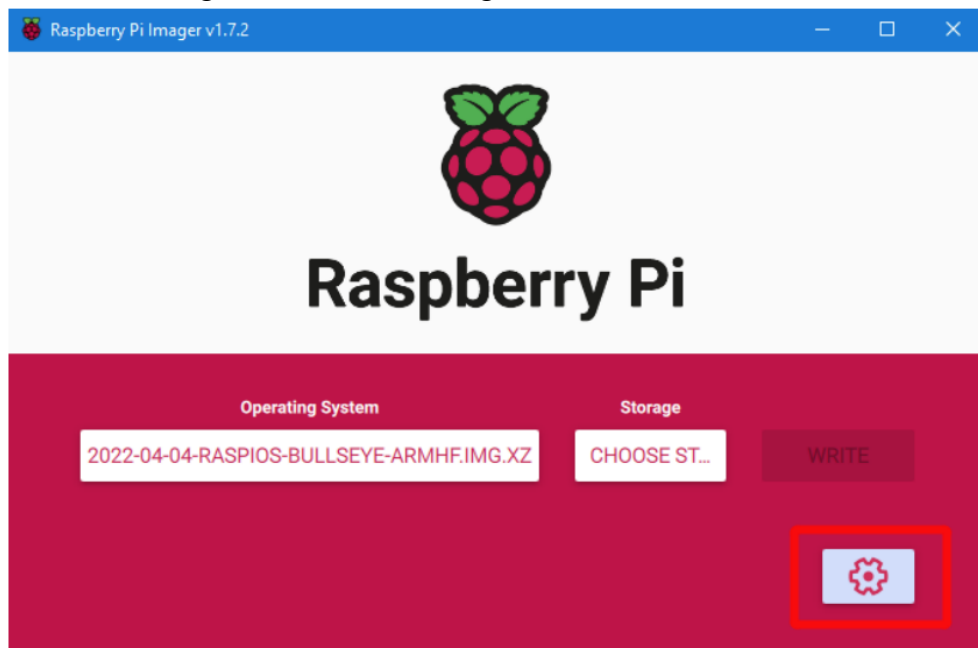 Raspberry Pi Imager v1.7.2
Raspberry Pi
Operating System Storage
2022-04-04-RASPIOS-BULLSEYE-ARMHF.IMG.XZ CHOOSE ST... WRITE